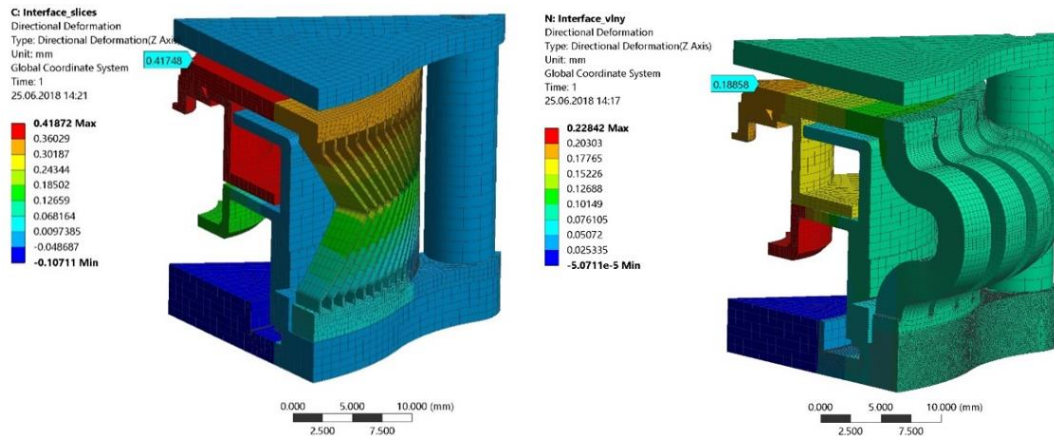 C: Interface_slices
Directional Deformation
Type: Directional Deformation(Z Axis
Unit: mm
Global Coordinate System
Time: 1
25.06.2018 14:21
0.41748
0.41872 Max
0.36029
0.30187
0.24344
0.18502
0.12659
0.068164
0.0097385
-0.048687
-0.10711 Min
0.000 5.000 10.000 (mm)
2.500 7.500
N: Interface_vlny
Directional Deformation
Type: Directional Deformation(Z Axis)
Unit: mm
Global Coordinate System
Time: 1
25.06.2018 14:17
0.18858
0.22842 Max
0.20303
0.17765
0.15226
0.12688
0.10149
0.076105
0.05072
0.025335
-5.0711e-5 Min
0.000 5.000 10.000 (mm)
2.500 7.500